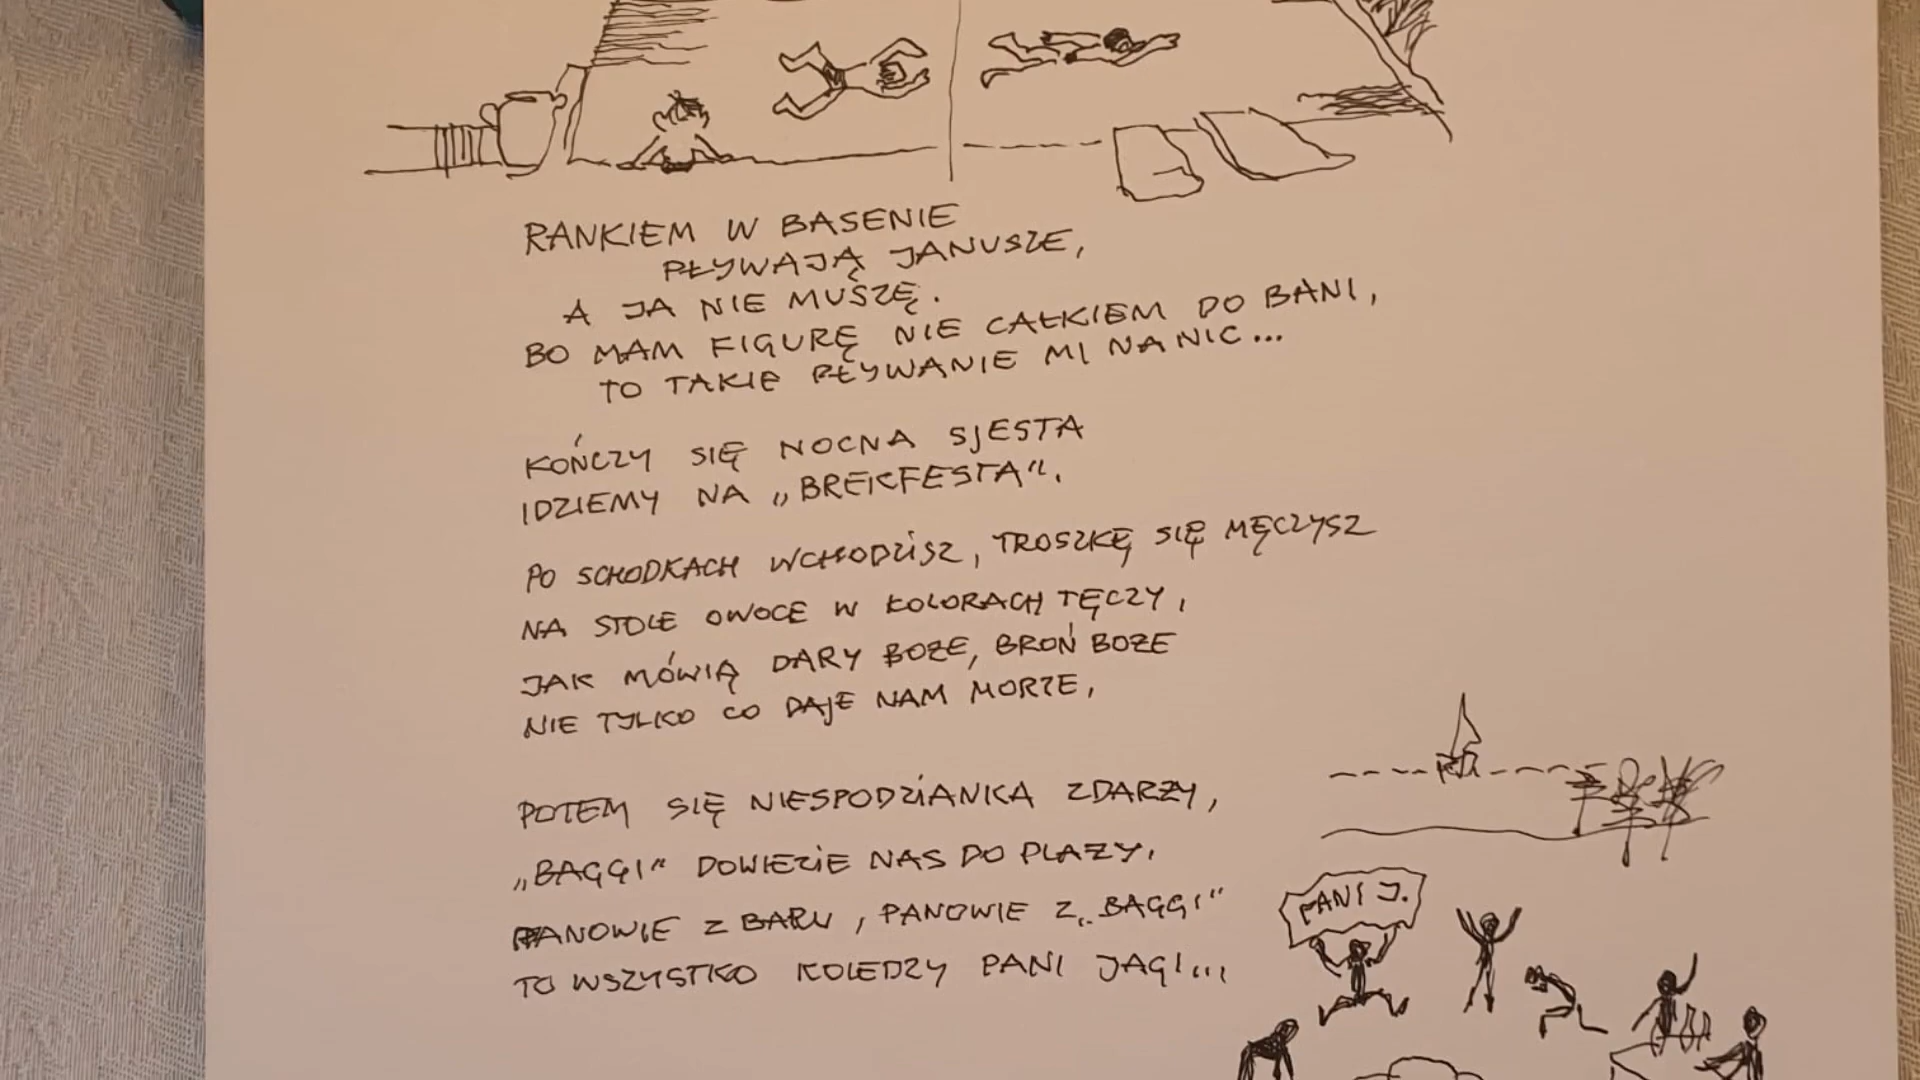 RANKIEM W BASENIE
PŁYWAJĄ JANUSZE,
A JA NIE MUSZĘ.
BO MAM FIGURĘ NIE CAŁKIEM DO BANI,
TO TAKIE PŁYWANIE MI NA NIC...
KOŃCZY SIĘ NOCNA SJESTA
IDZIEMY NA „BREKFESTA".
PO SCHODKACH WCHODZISZ, TROSZKĘ SIĘ MĘCZYSZ
NA STOLE OWOCE W KOLORACH TĘCZY,
JAK MÓWIĄ DARY BOŻE, BROŃ BOŻE
NIE TYLKO CO DAJE NAM MORZE,
POTEM SIĘ NIESPODZIANKA ZDARZY,
„BAGGI" DOWIEZIE NAS DO PLAŻY.
PANOWIE Z BARU, PANOWIE Z „BAGGI"
TO WSZYSTKO KOLEDZY PANI JAGI...
PANI J.